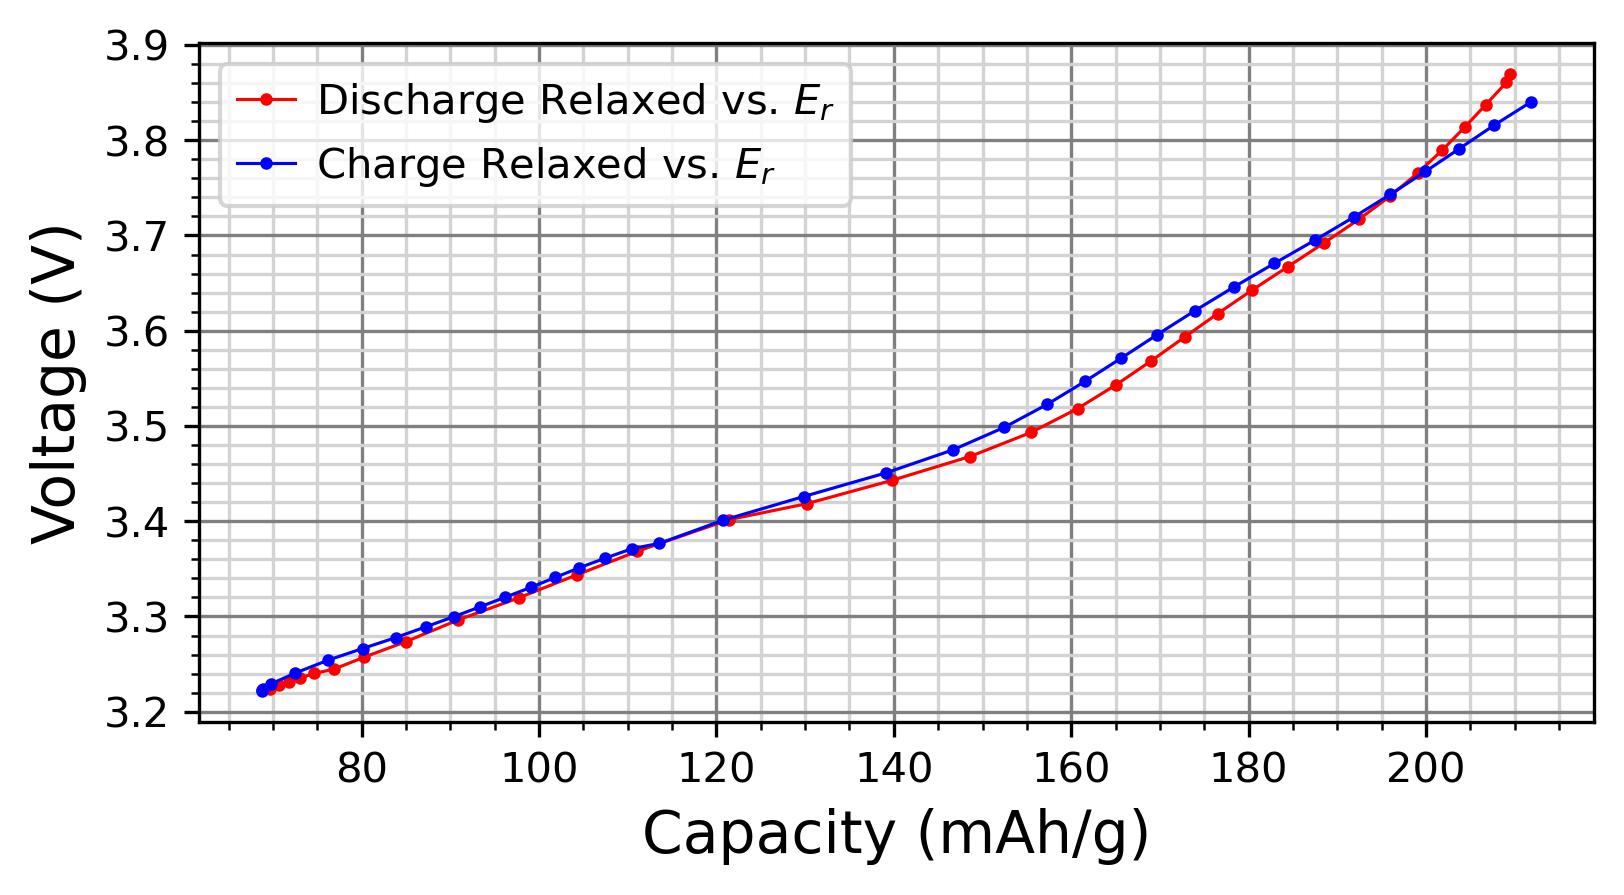 3.9
3.8
3.7
3.6
3.5
3.4
3.3
3.2
Voltage (V)
Discharge Relaxed vs. E_r
Charge Relaxed vs. E_r
80 100 120 140 160 180 200
Capacity (mAh/g)